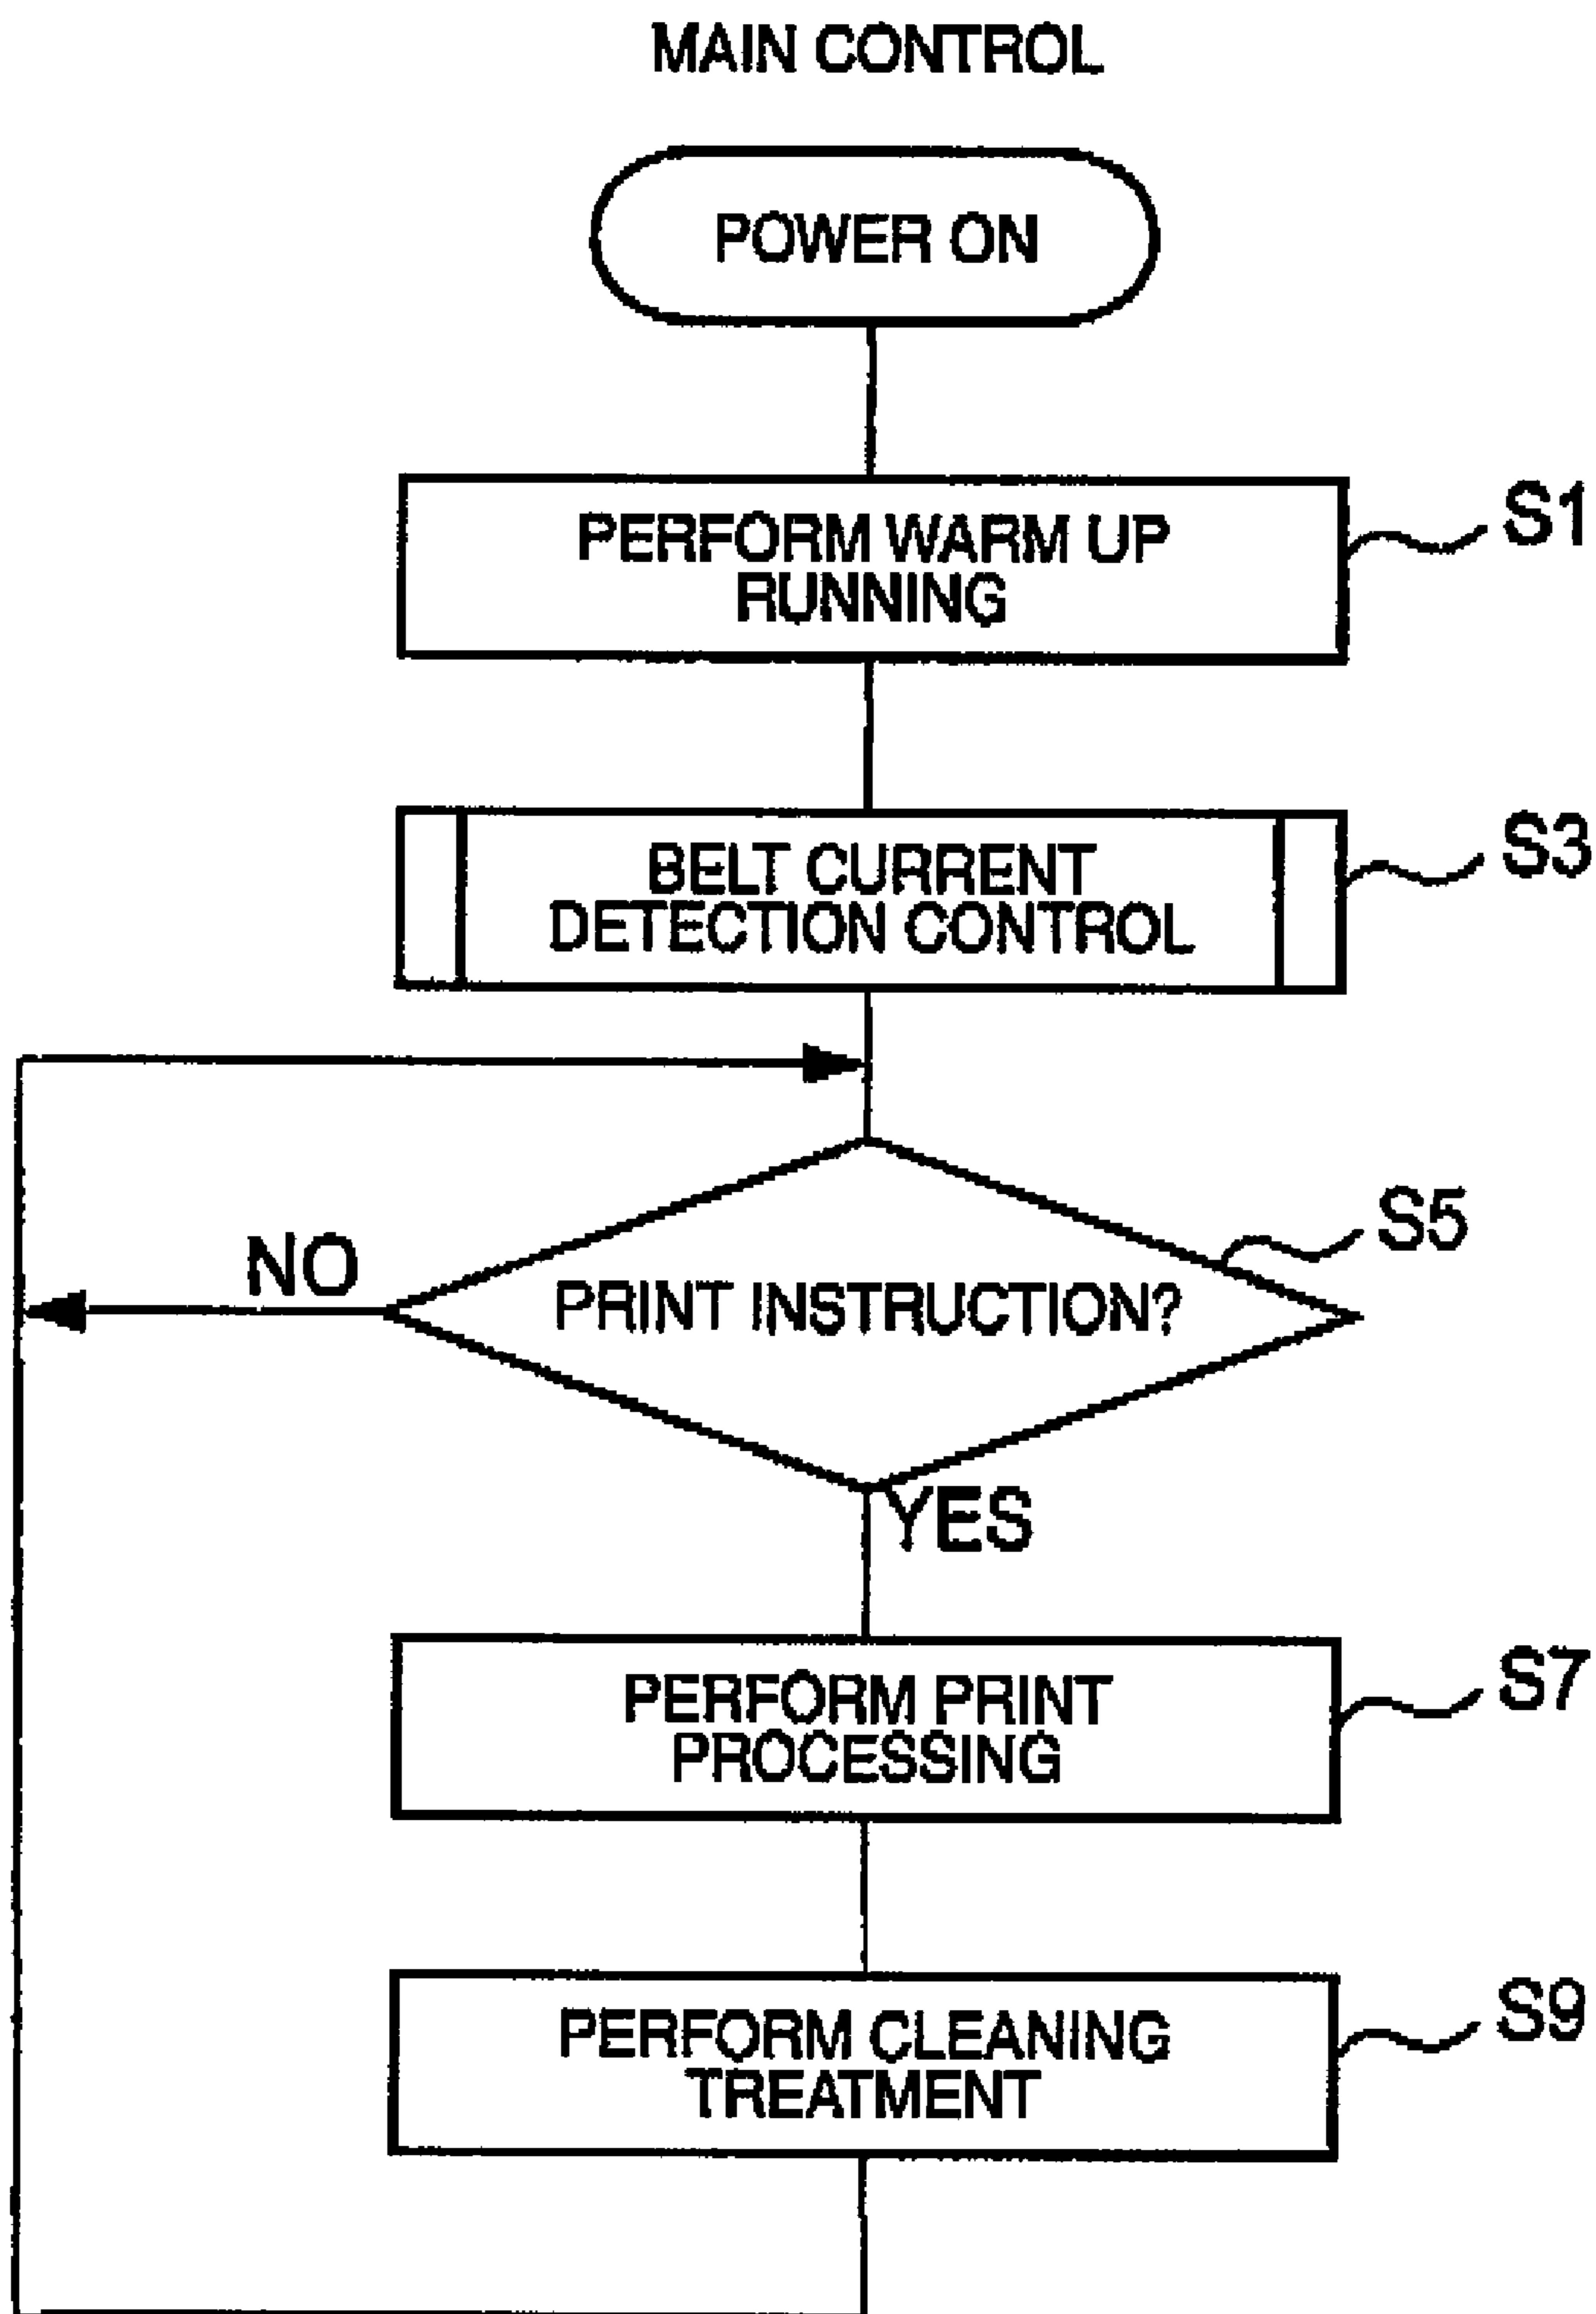 MAIN CONTROL
POWER ON
PERFORM WARM UP
RUNNING
S1
BELT CURRENT
DETECTION CONTROL
S3
PRINT INSTRUCTION?
S5
NO
YES
PERFORM PRINT
PROCESSING
S7
PERFORM CLEANING
TREATMENT
S9